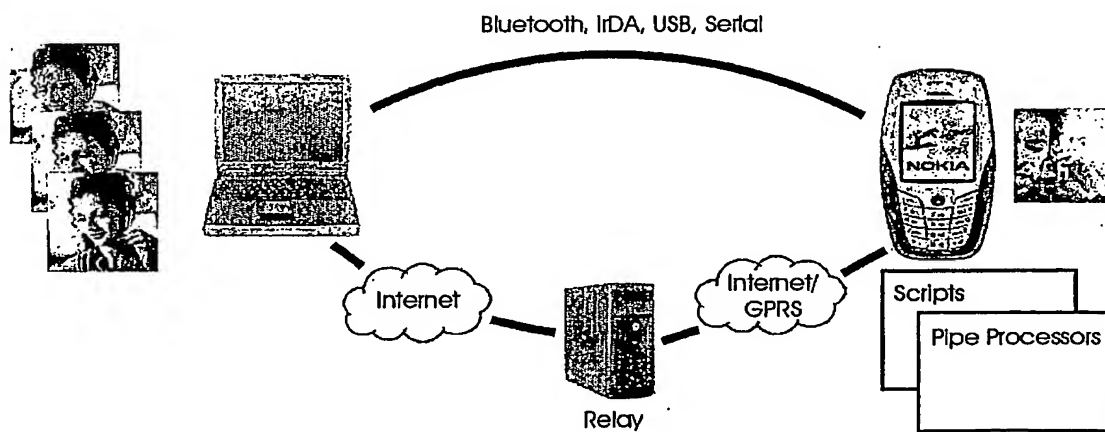 Bluetooth, IrDA, USB, Serial
NOKIA
Internet
Internet/
GPRS
Scripts
Pipe Processors
Relay